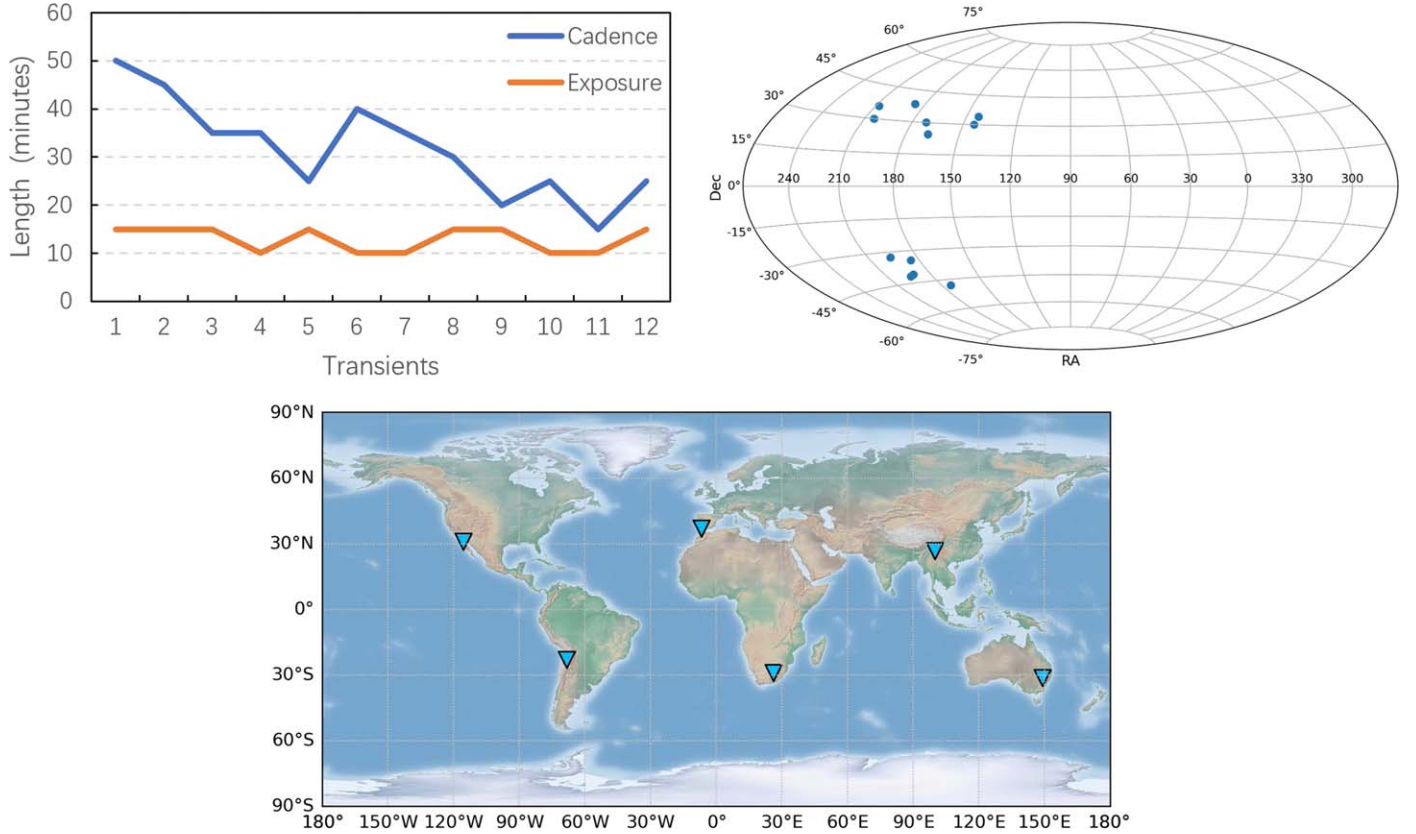 60
50
40
30
20
10
0
Length (minutes)
Cadence
Exposure
1 2 3 4 5 6 7 8 9 10 11 12
Transients
75°
60°
45°
30°
15°
0°
-15°
-30°
-45°
-60°
-75°
Dec
240 210 180 150 120 90 60 30 0 330 300
RA
90°N
60°N
30°N
0°
30°S
60°S
90°S
180° 150°W 120°W 90°W 60°W 30°W 0° 30°E 60°E 90°E 120°E 150°E 180°